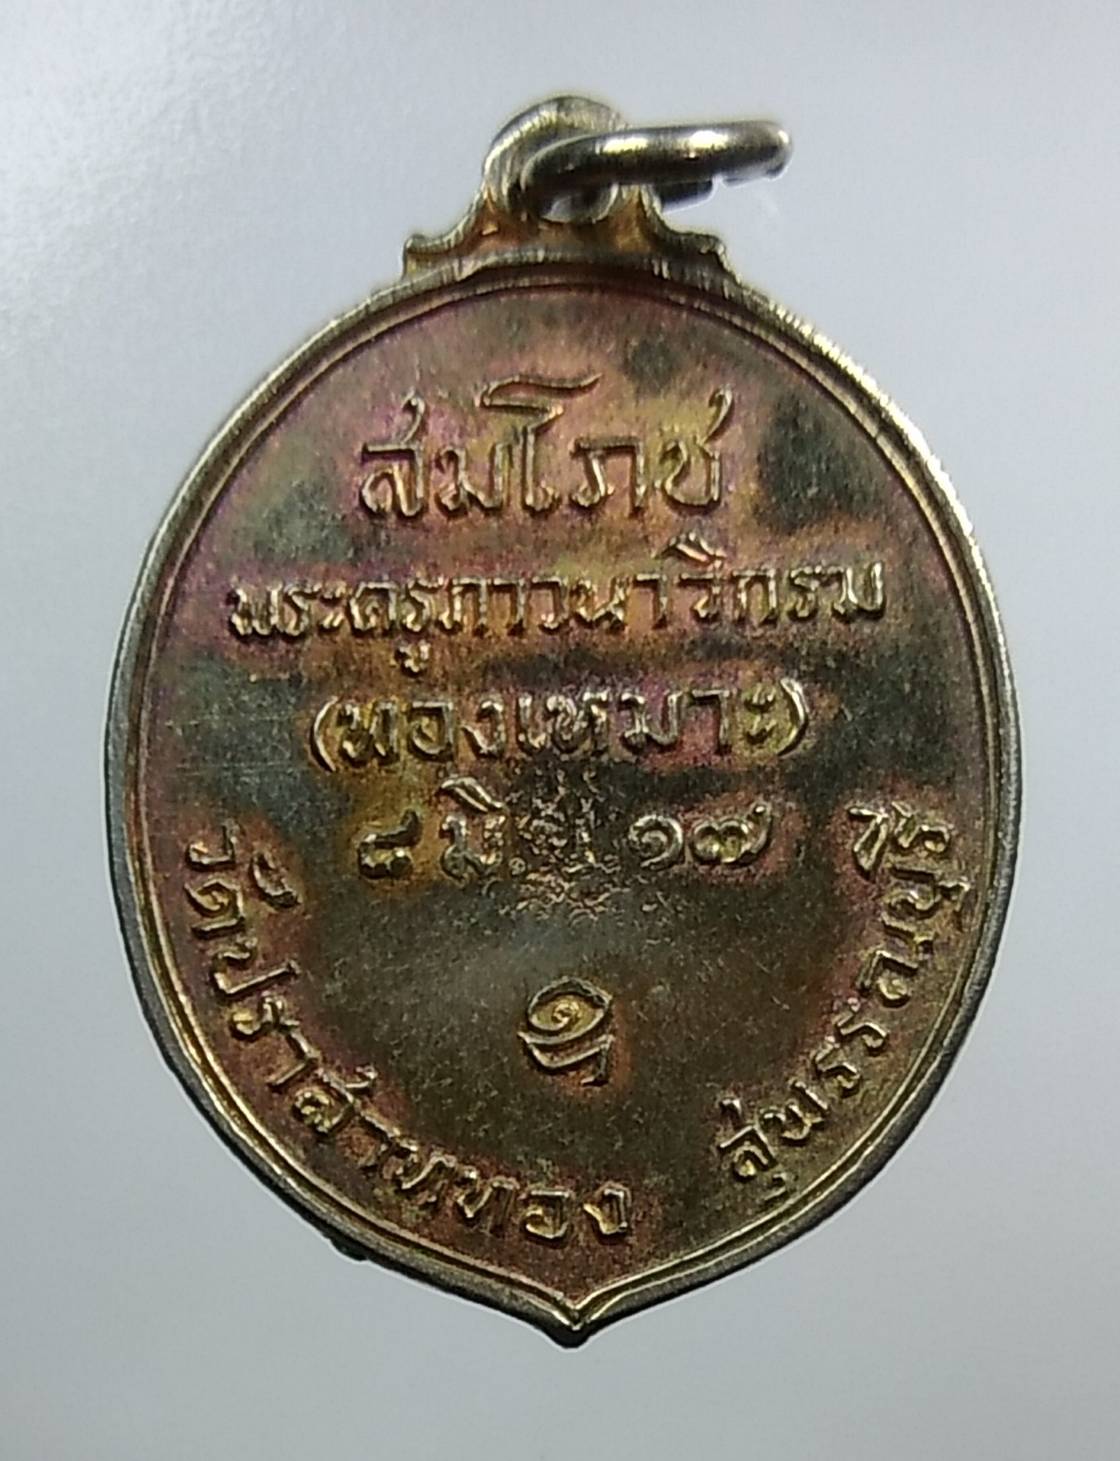 สมโภช
พระครูภาวนาวิกรม
(ทองเหมาะ)
๘ มี. ๑๗
วัดปราสาททอง
สุพรรณบุรี